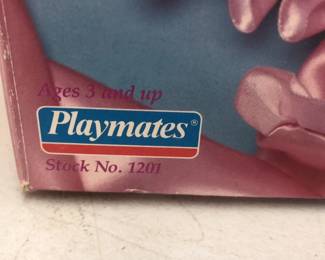 Ages 3 and up
Playmates®
Stock No. 1201